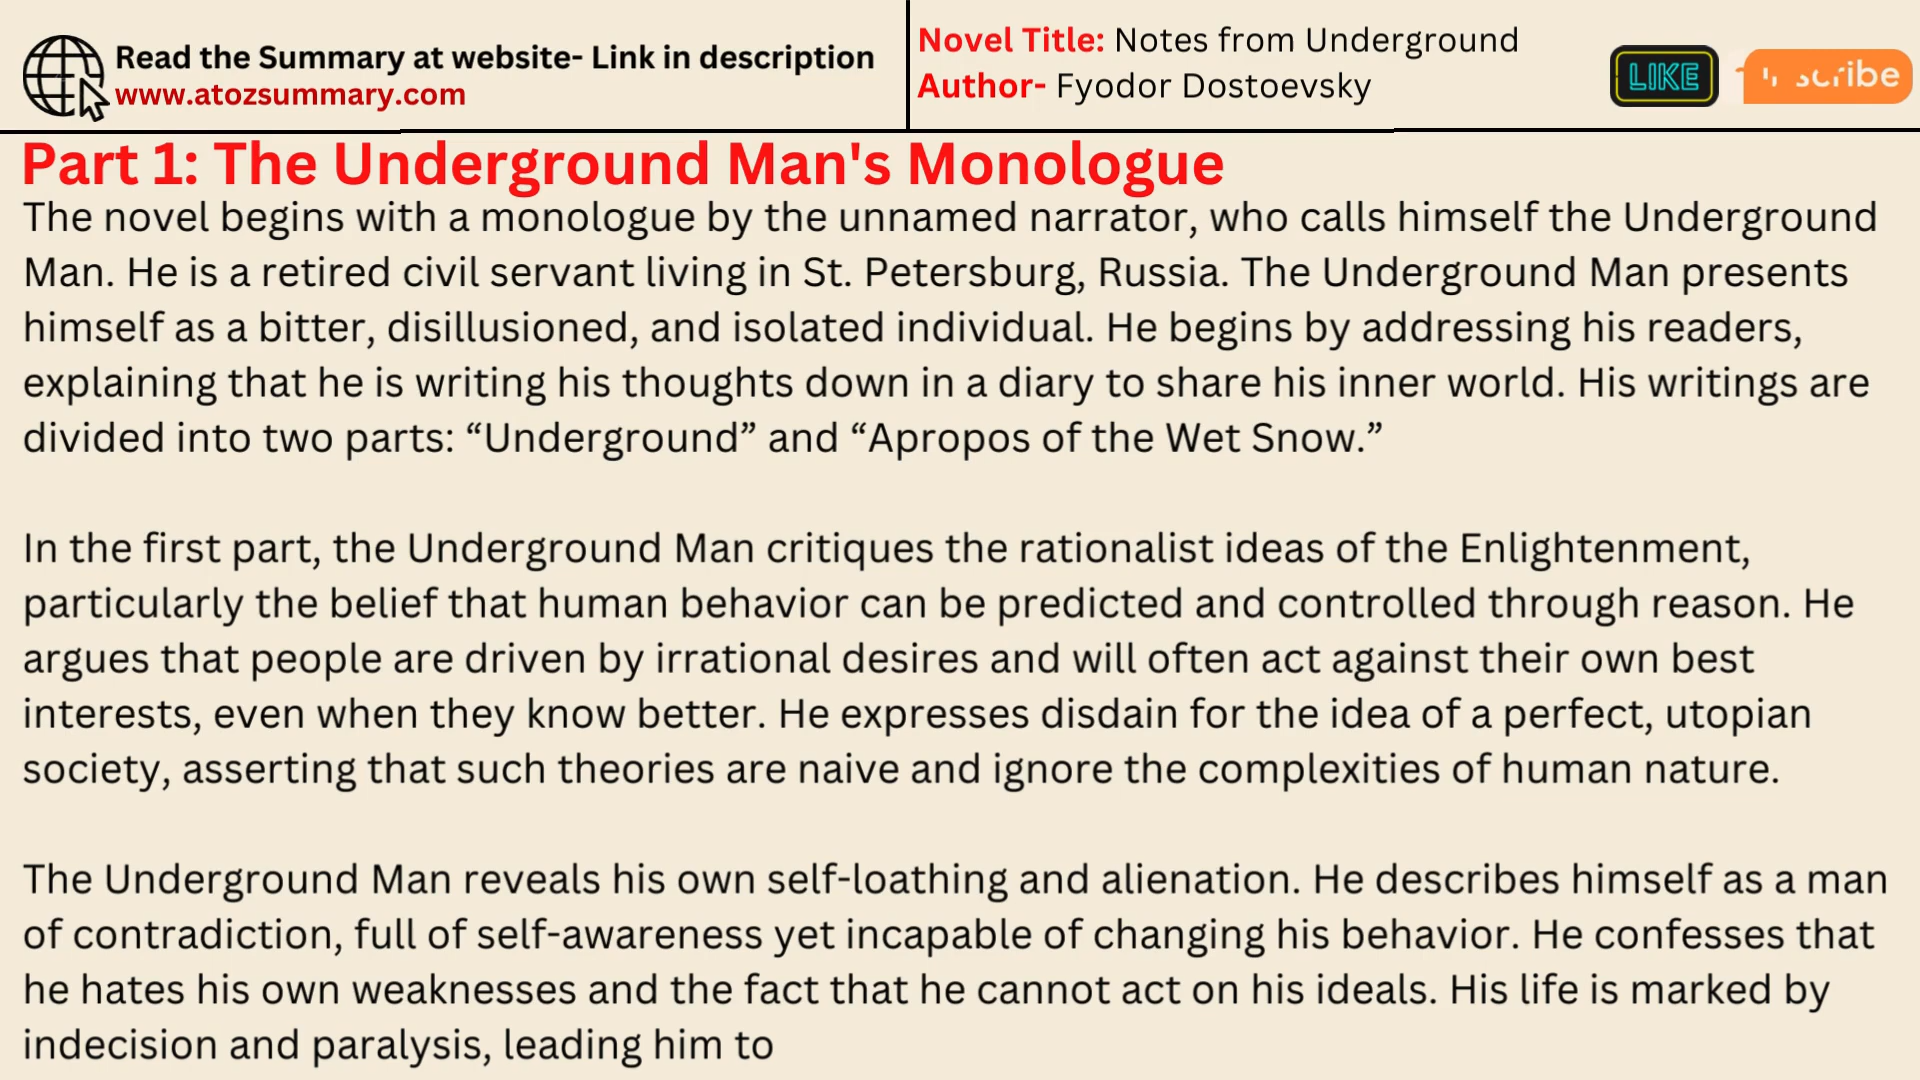 Read the Summary at website- Link in description
www.atozsummary.com
Novel Title: Notes from Underground
Author- Fyodor Dostoevsky
LIKE
scribe
Part 1: The Underground Man's Monologue
The novel begins with a monologue by the unnamed narrator, who calls himself the Underground
Man. He is a retired civil servant living in St. Petersburg, Russia. The Underground Man presents
himself as a bitter, disillusioned, and isolated individual. He begins by addressing his readers,
explaining that he is writing his thoughts down in a diary to share his inner world. His writings are
divided into two parts: “Underground” and “Apropos of the Wet Snow.”
In the first part, the Underground Man critiques the rationalist ideas of the Enlightenment,
particularly the belief that human behavior can be predicted and controlled through reason. He
argues that people are driven by irrational desires and will often act against their own best
interests, even when they know better. He expresses disdain for the idea of a perfect, utopian
society, asserting that such theories are naive and ignore the complexities of human nature.
The Underground Man reveals his own self-loathing and alienation. He describes himself as a man
of contradiction, full of self-awareness yet incapable of changing his behavior. He confesses that
he hates his own weaknesses and the fact that he cannot act on his ideals. His life is marked by
indecision and paralysis, leading him to